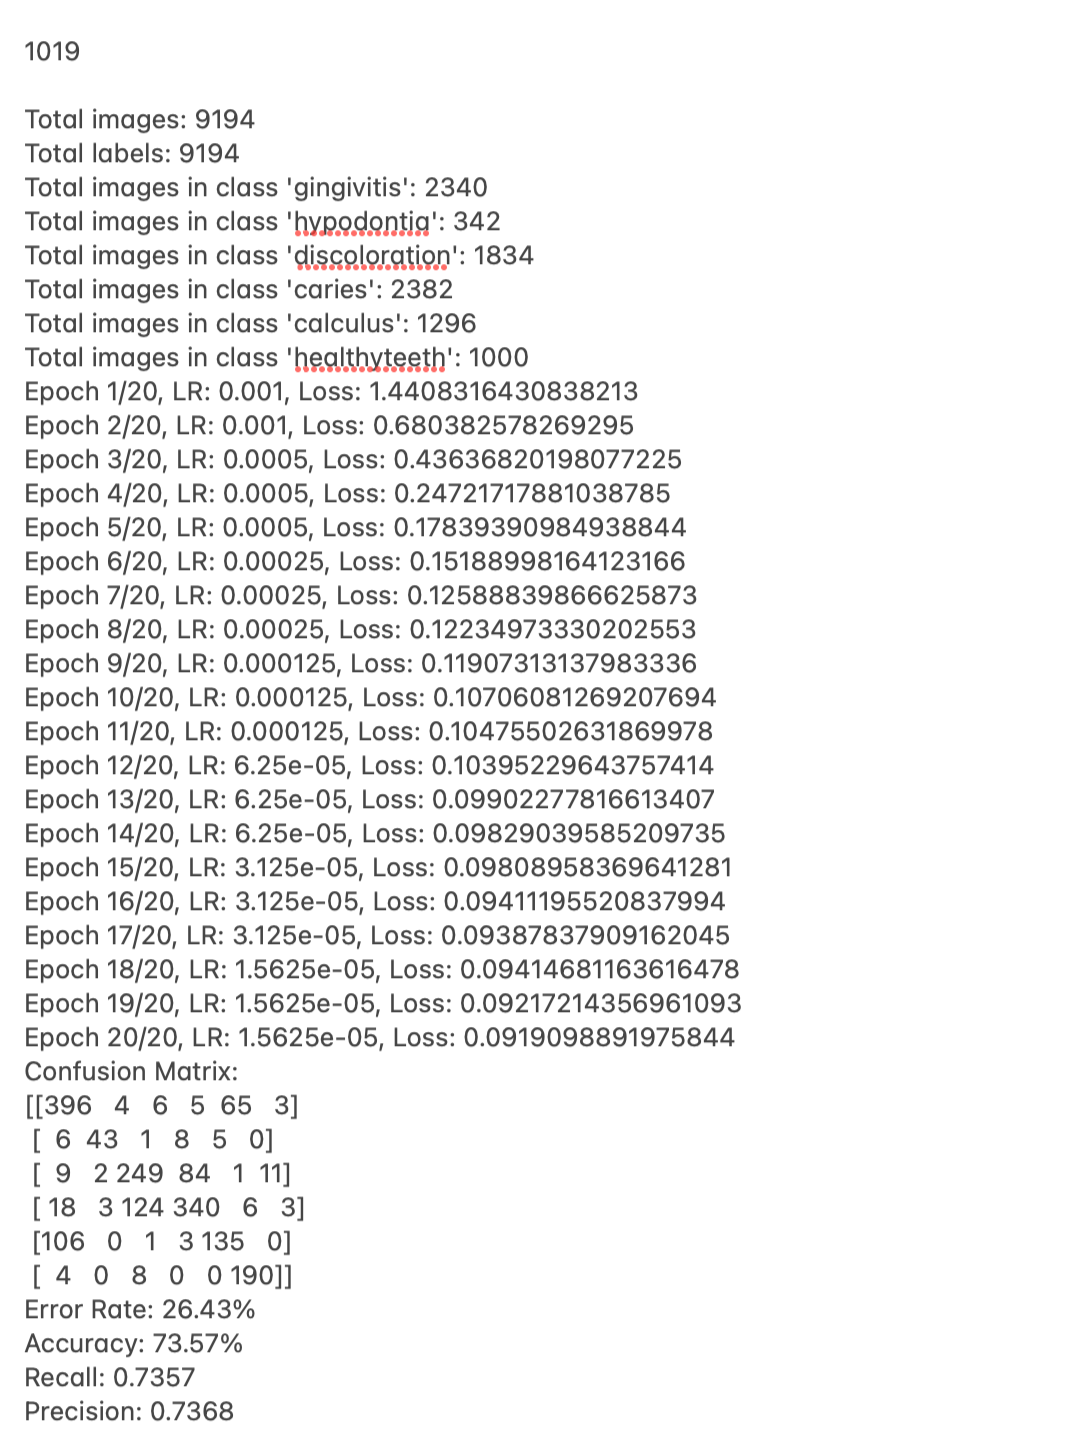 1019
Total images: 9194
Total labels: 9194
Total images in class 'gingivitis': 2340
Total images in class 'hypodontia': 342
Total images in class 'discoloration': 1834
Total images in class 'caries': 2382
Total images in class 'calculus': 1296
Total images in class 'healthyteeth': 1000
Epoch 1/20, LR: 0.001, Loss: 1.4408316430838213
Epoch 2/20, LR: 0.001, Loss: 0.680382578269295
Epoch 3/20, LR: 0.0005, Loss: 0.43636820198077225
Epoch 4/20, LR: 0.0005, Loss: 0.24721717881038785
Epoch 5/20, LR: 0.0005, Loss: 0.17839390984938844
Epoch 6/20, LR: 0.00025, Loss: 0.15188998164123166
Epoch 7/20, LR: 0.00025, Loss: 0.12588839866625873
Epoch 8/20, LR: 0.00025, Loss: 0.12234973330202553
Epoch 9/20, LR: 0.000125, Loss: 0.11907313137983336
Epoch 10/20, LR: 0.000125, Loss: 0.10706081269207694
Epoch 11/20, LR: 0.000125, Loss: 0.10475502631869978
Epoch 12/20, LR: 6.25e-05, Loss: 0.10395229643757414
Epoch 13/20, LR: 6.25e-05, Loss: 0.09902277816613407
Epoch 14/20, LR: 6.25e-05, Loss: 0.09829039585209735
Epoch 15/20, LR: 3.125e-05, Loss: 0.09808958369641281
Epoch 16/20, LR: 3.125e-05, Loss: 0.09411195520837994
Epoch 17/20, LR: 3.125e-05, Loss: 0.09387837909162045
Epoch 18/20, LR: 1.5625e-05, Loss: 0.09414681163616478
Epoch 19/20, LR: 1.5625e-05, Loss: 0.09217214356961093
Epoch 20/20, LR: 1.5625e-05, Loss: 0.0919098891975844
Confusion Matrix:
[[396 4 6 5 65 3]
[ 6 43 1 8 5 0]
[ 9 2 249 84 1 11]
[ 18 3 124 340 6 3]
[106 0 1 3 135 0]
[ 4 0 8 0 0 190]]
Error Rate: 26.43%
Accuracy: 73.57%
Recall: 0.7357
Precision: 0.7368